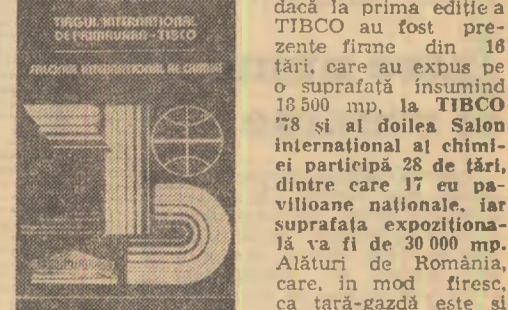 TIRGUL INTERNATIONAL
DE PRIMAVARA - TIBCO
SALONUL INTERNATIONAL AL CHIMIEI
dacă la prima ediție a
TIBCO au fost pre-
zente firme din 16
țări, care au expus pe
o suprafață însumînd
18 500 mp, la TIBCO
'78 și al doilea Salon
internațional al chimi-
ei participă 28 de țări,
dintre care 17 cu pa-
vilioane naționale, iar
suprafața expoziționa-
lă va fi de 30 000 mp.
Alături de România,
care, în mod firesc,
ca țară-gazdă este și